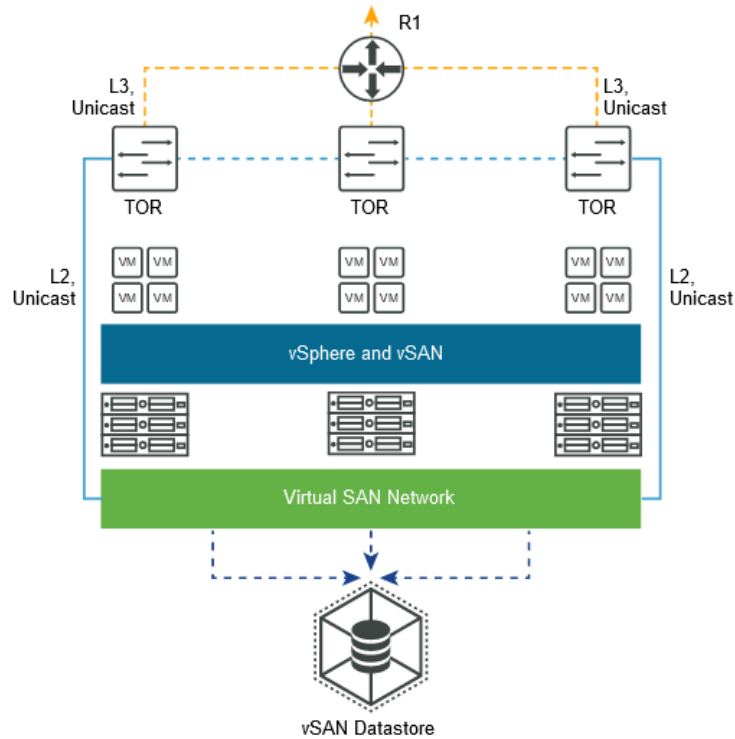 R1
L3,
Unicast
L3,
Unicast
TOR
TOR
TOR
VM VM
VM VM
VM VM
VM VM
VM VM
VM VM
L2,
Unicast
L2,
Unicast
vSphere and vSAN
Virtual SAN Network
vSAN Datastore